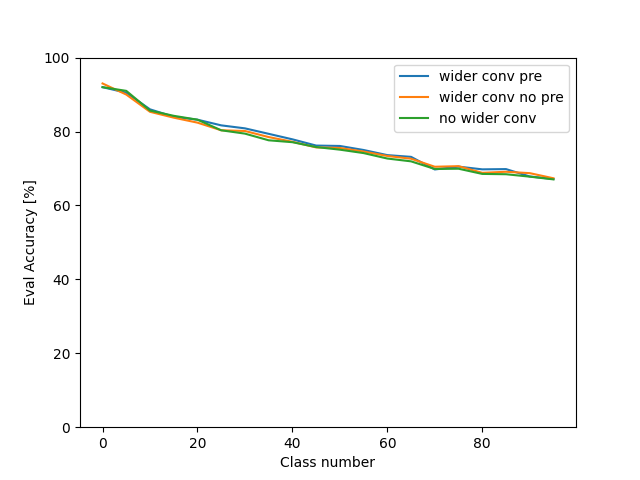 100
80
60
40
20
0
Eval Accuracy [%]
wider conv pre
wider conv no pre
no wider conv
0 20 40 60 80
Class number